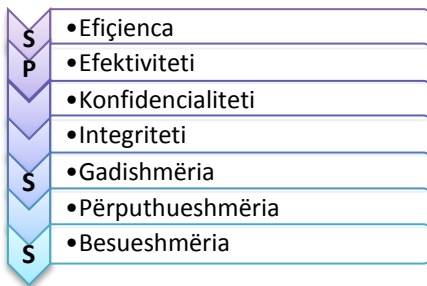 S •Efiçienca
P •Efektiviteti
•Konfidencialiteti
•Integriteti
S •Gadishmëria
•Përputhueshmëria
S •Besueshmëria